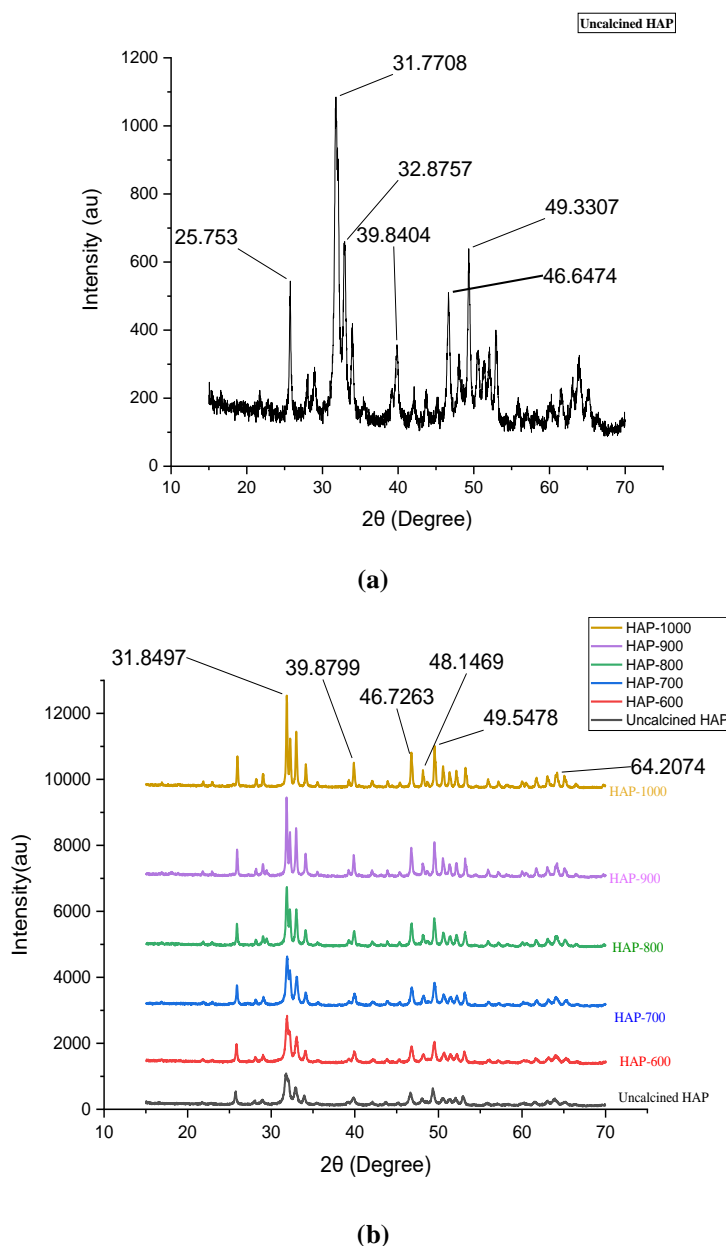 Uncalcined HAP
31.7708
32.8757
49.3307
39.8404
25.753
46.6474
1200
1000
800
600
400
200
0
Intensity (au)
10 20 30 40 50 60 70
2θ (Degree)
(a)
HAP-1000
HAP-900
HAP-800
HAP-700
HAP-600
Uncalcined HAP
31.8497
39.8799
46.7263
48.1469
49.5478
64.2074
12000
10000
8000
6000
4000
2000
0
Intensity(au)
HAP-1000
HAP-900
HAP-800
HAP-700
HAP-600
Uncalcined HAP
10 20 30 40 50 60 70
2θ (Degree)
(b)